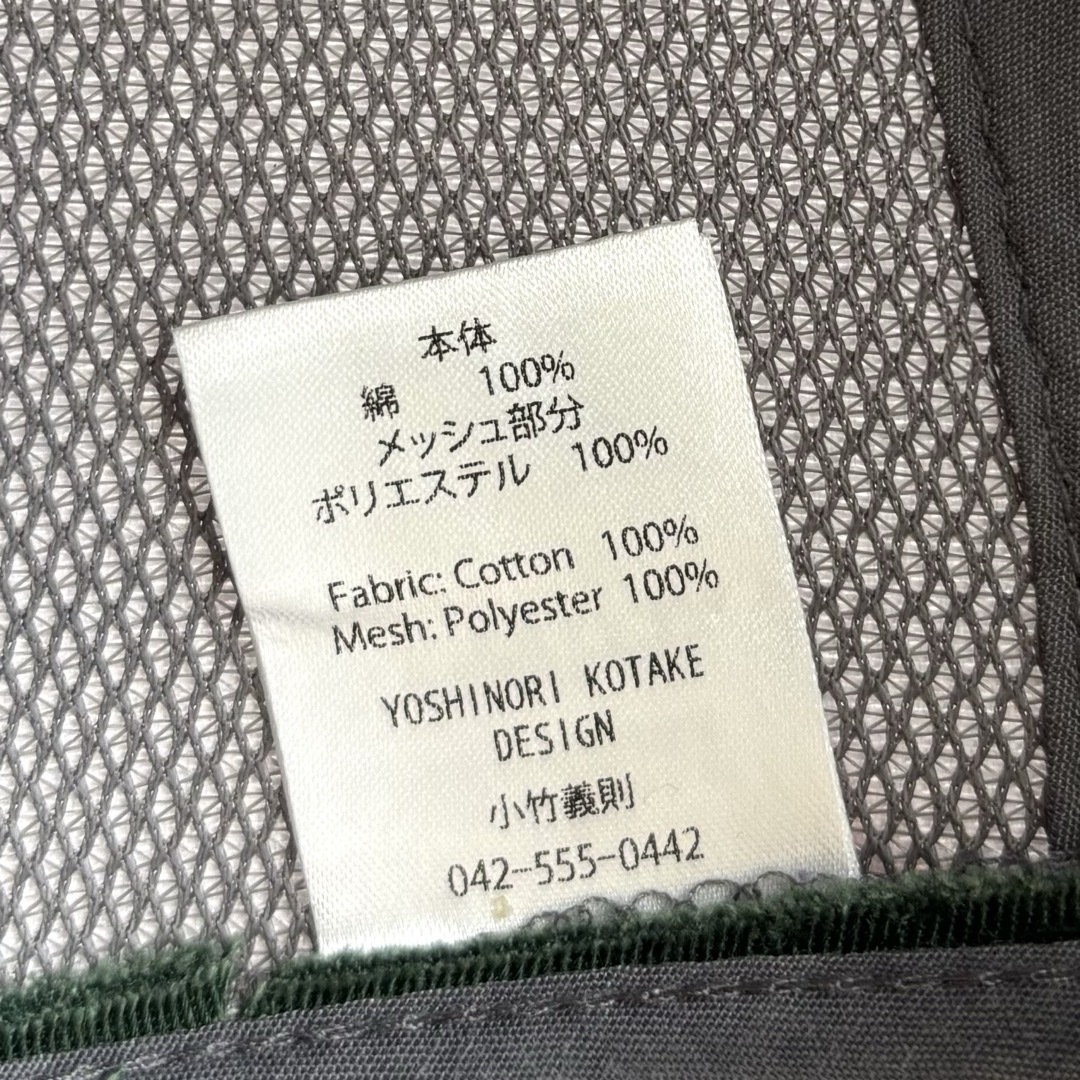 本体
綿 100%
メッシュ部分
ポリエステル 100%
Fabric: Cotton 100%
Mesh: Polyester 100%
YOSHINORI KOTAKE
DESIGN
小竹義則
042-555-0442